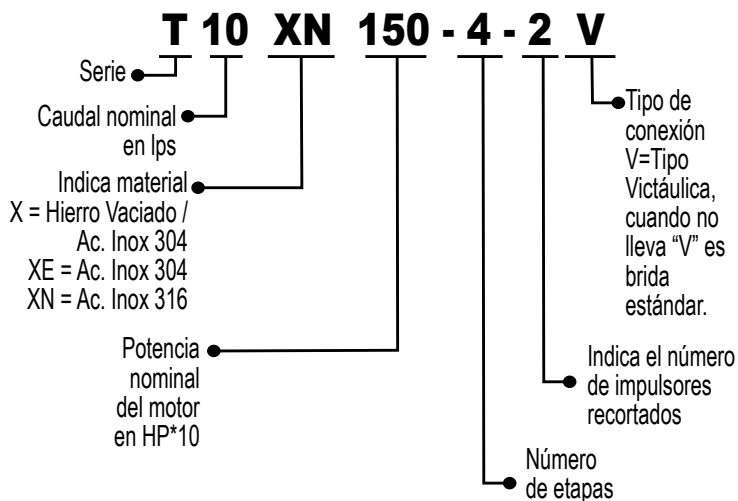 T 10 XN 150 - 4 - 2 V
Serie
Caudal nominal
en lps
Indica material
X = Hierro Vaciado /
Ac. Inox 304
XE = Ac. Inox 304
XN = Ac. Inox 316
Potencia
nominal
del motor
en HP*10
Tipo de
conexión
V=Tipo
Victáulica,
cuando no
lleva “V” es
brida
estándar.
Indica el número
de impulsores
recortados
Número
de etapas